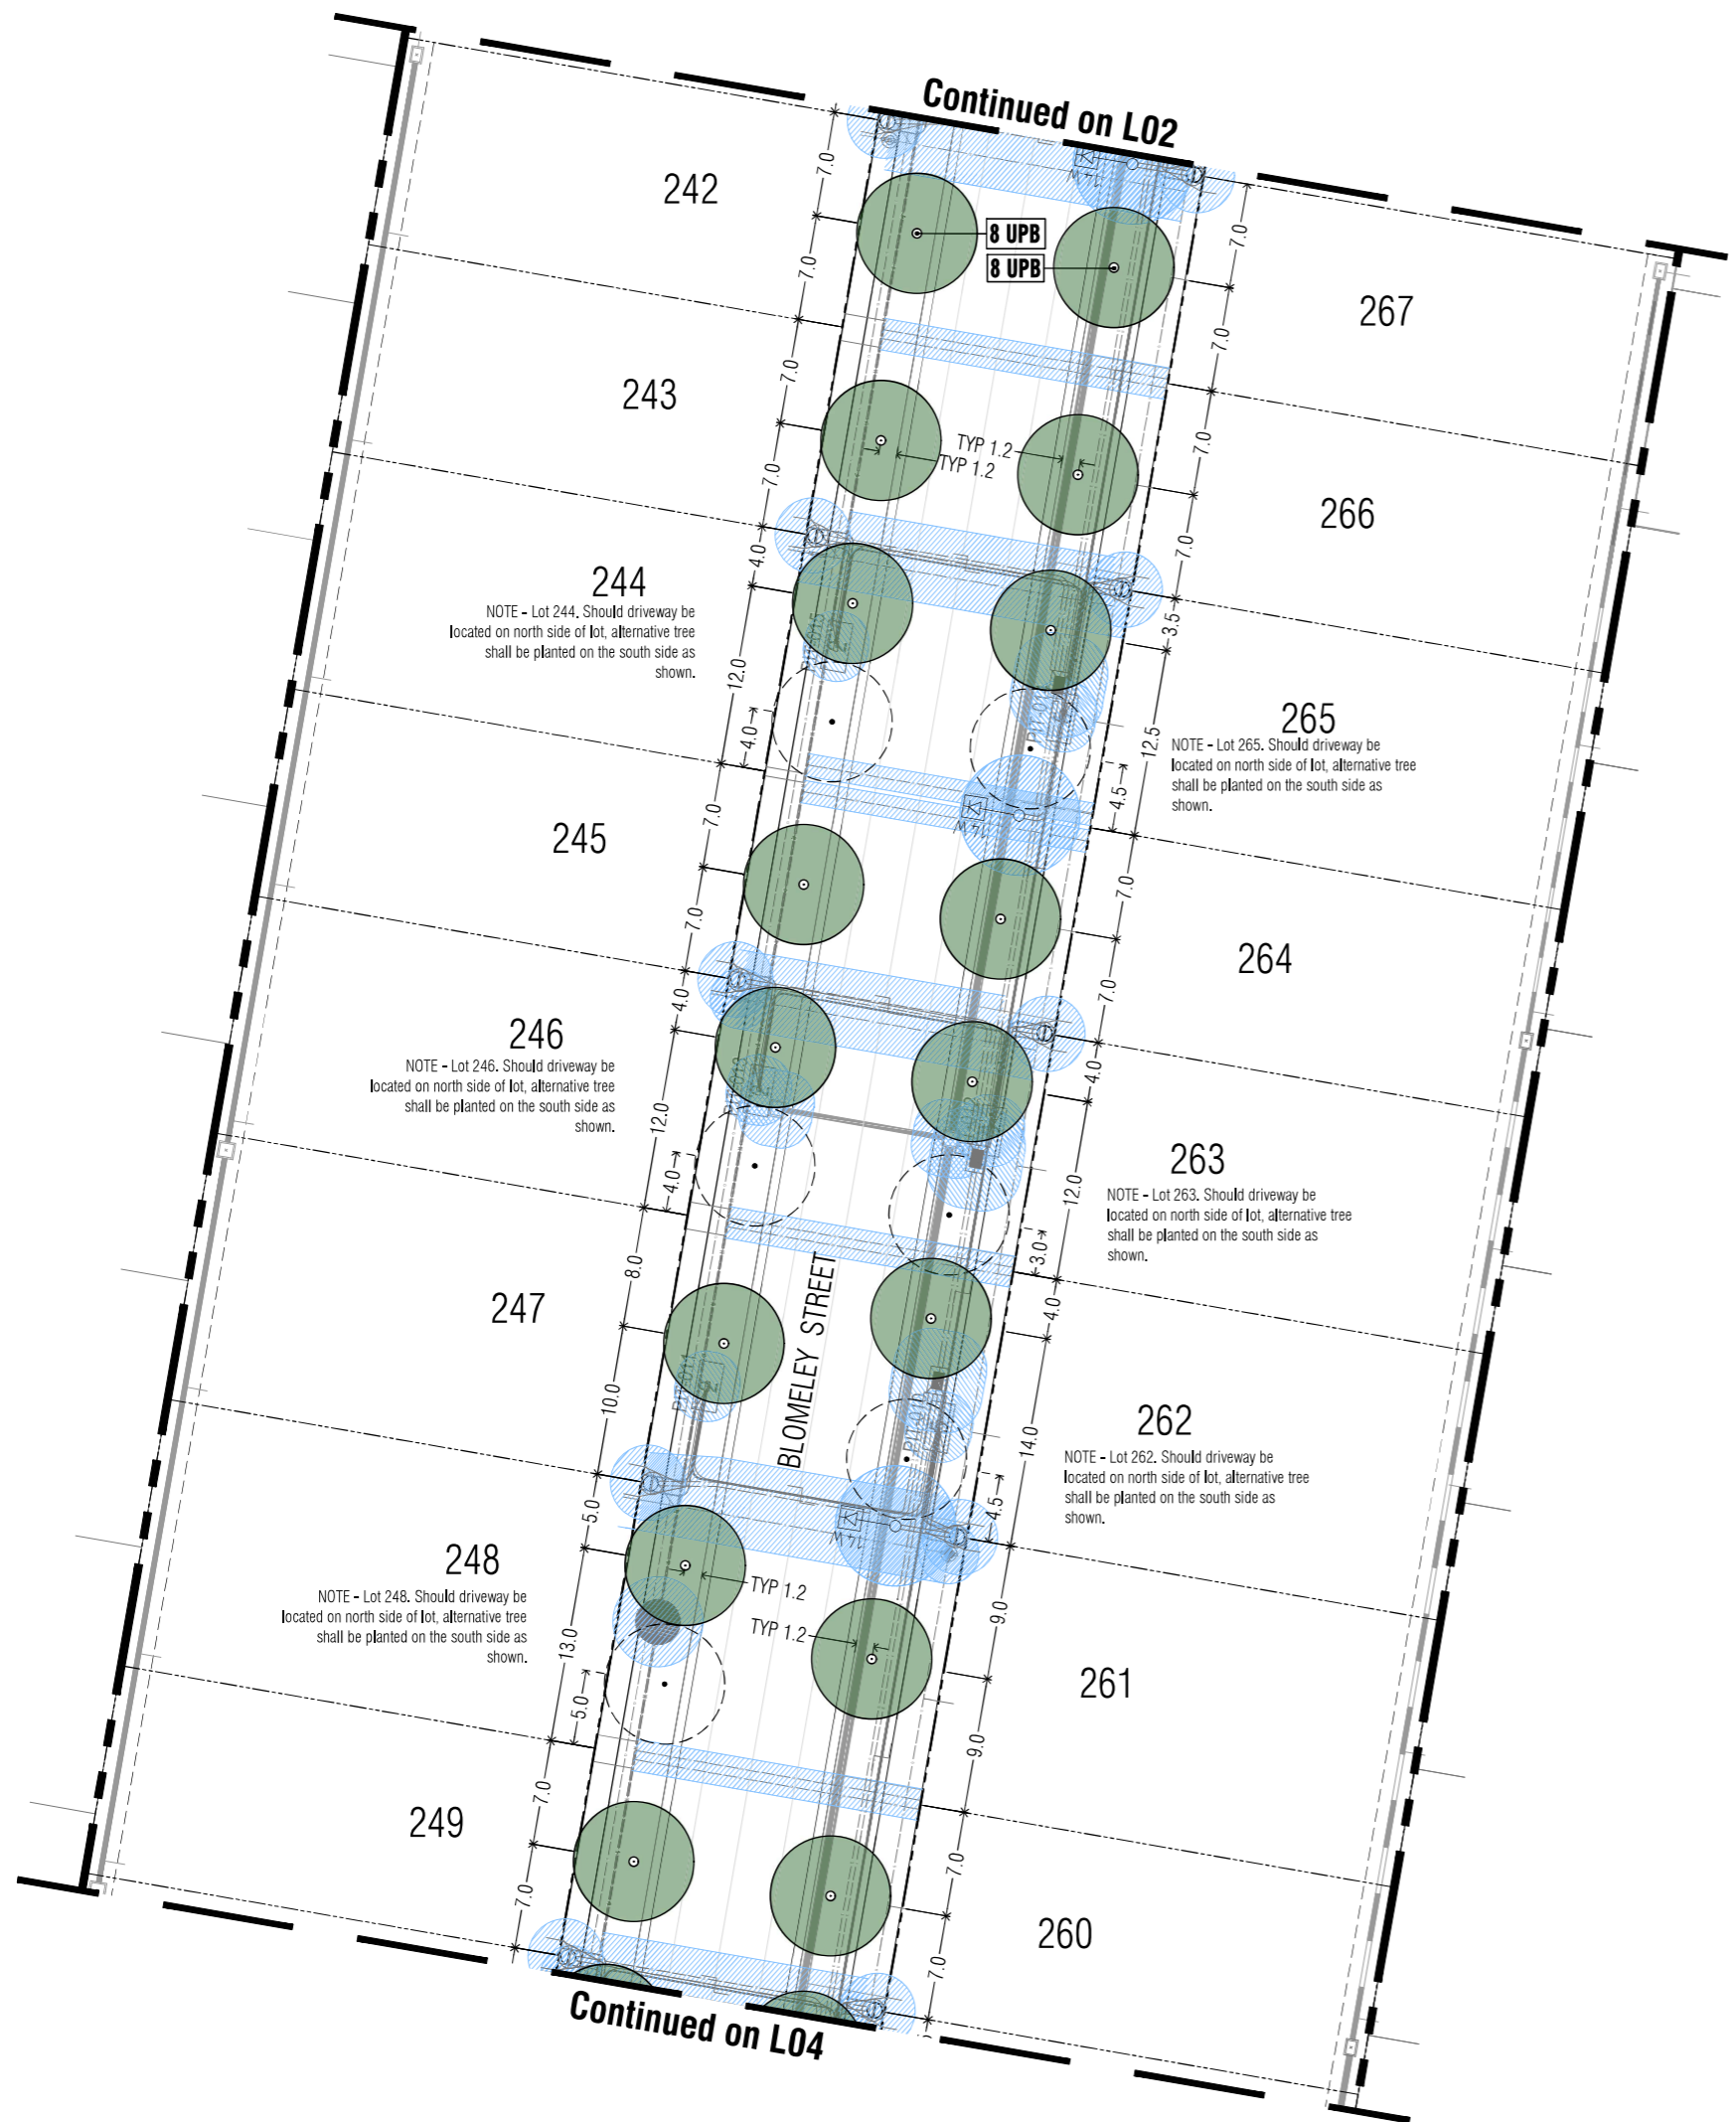 Continued on L02
242
8 UPB
8 UPB
267
243
TYP 1.2
TYP 1.2
266
244
NOTE - Lot 244. Should driveway be
located on north side of lot, alternative tree
shall be planted on the south side as
shown.
265
NOTE - Lot 265. Should driveway be
located on north side of lot, alternative tree
shall be planted on the south side as
shown.
245
264
246
NOTE - Lot 246. Should driveway be
located on north side of lot, alternative tree
shall be planted on the south side as
shown.
263
NOTE - Lot 263. Should driveway be
located on north side of lot, alternative tree
shall be planted on the south side as
shown.
247
BLOMELEY STREET
262
NOTE - Lot 262. Should driveway be
located on north side of lot, alternative tree
shall be planted on the south side as
shown.
248
NOTE - Lot 248. Should driveway be
located on north side of lot, alternative tree
shall be planted on the south side as
shown.
TYP 1.2
TYP 1.2
261
249
260
Continued on L04
7.0
7.0
7.0
7.0
4.0
12.0
4.0
7.0
7.0
4.0
12.0
4.0
8.0
10.0
5.0
13.0
5.0
7.0
7.0
7.0
7.0
7.0
7.0
3.5
12.5
4.5
7.0
7.0
4.0
12.0
3.0
4.0
14.0
4.5
9.0
9.0
7.0
7.0